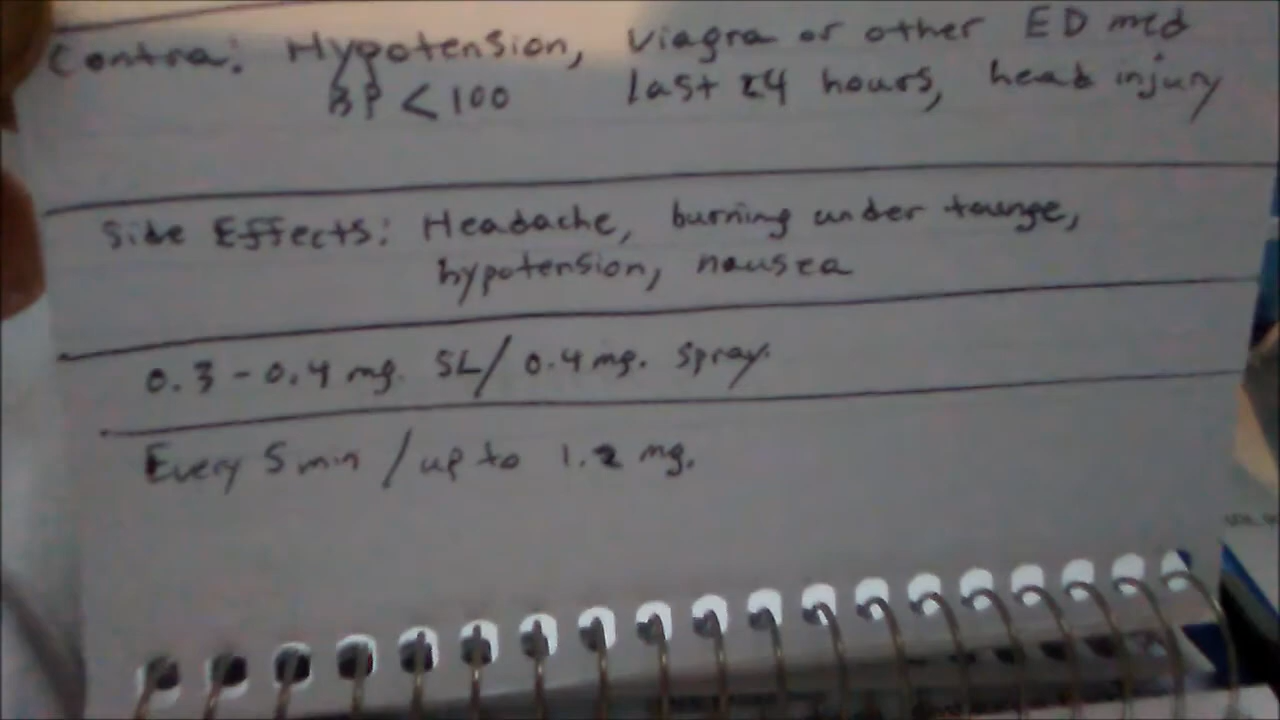 Contra: Hypotension, Viagra or other ED med
BP < 100 last 24 hours, head injury
Side Effects: Headache, burning under tounge,
hypotension, nausea
0.3 - 0.4 mg. SL/ 0.4 mg. Spray.
Every 5 min / up to 1.2 mg.